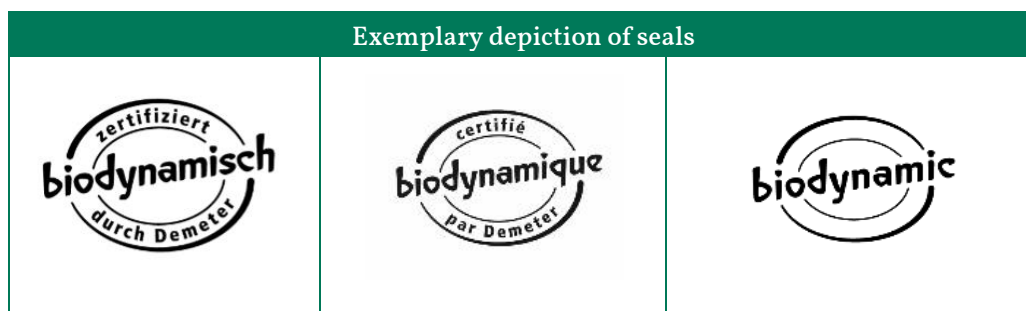 Exemplary depiction of seals
zertifiziert
biodynamisch
durch Demeter
certifié
biodynamique
par Demeter
biodynamic